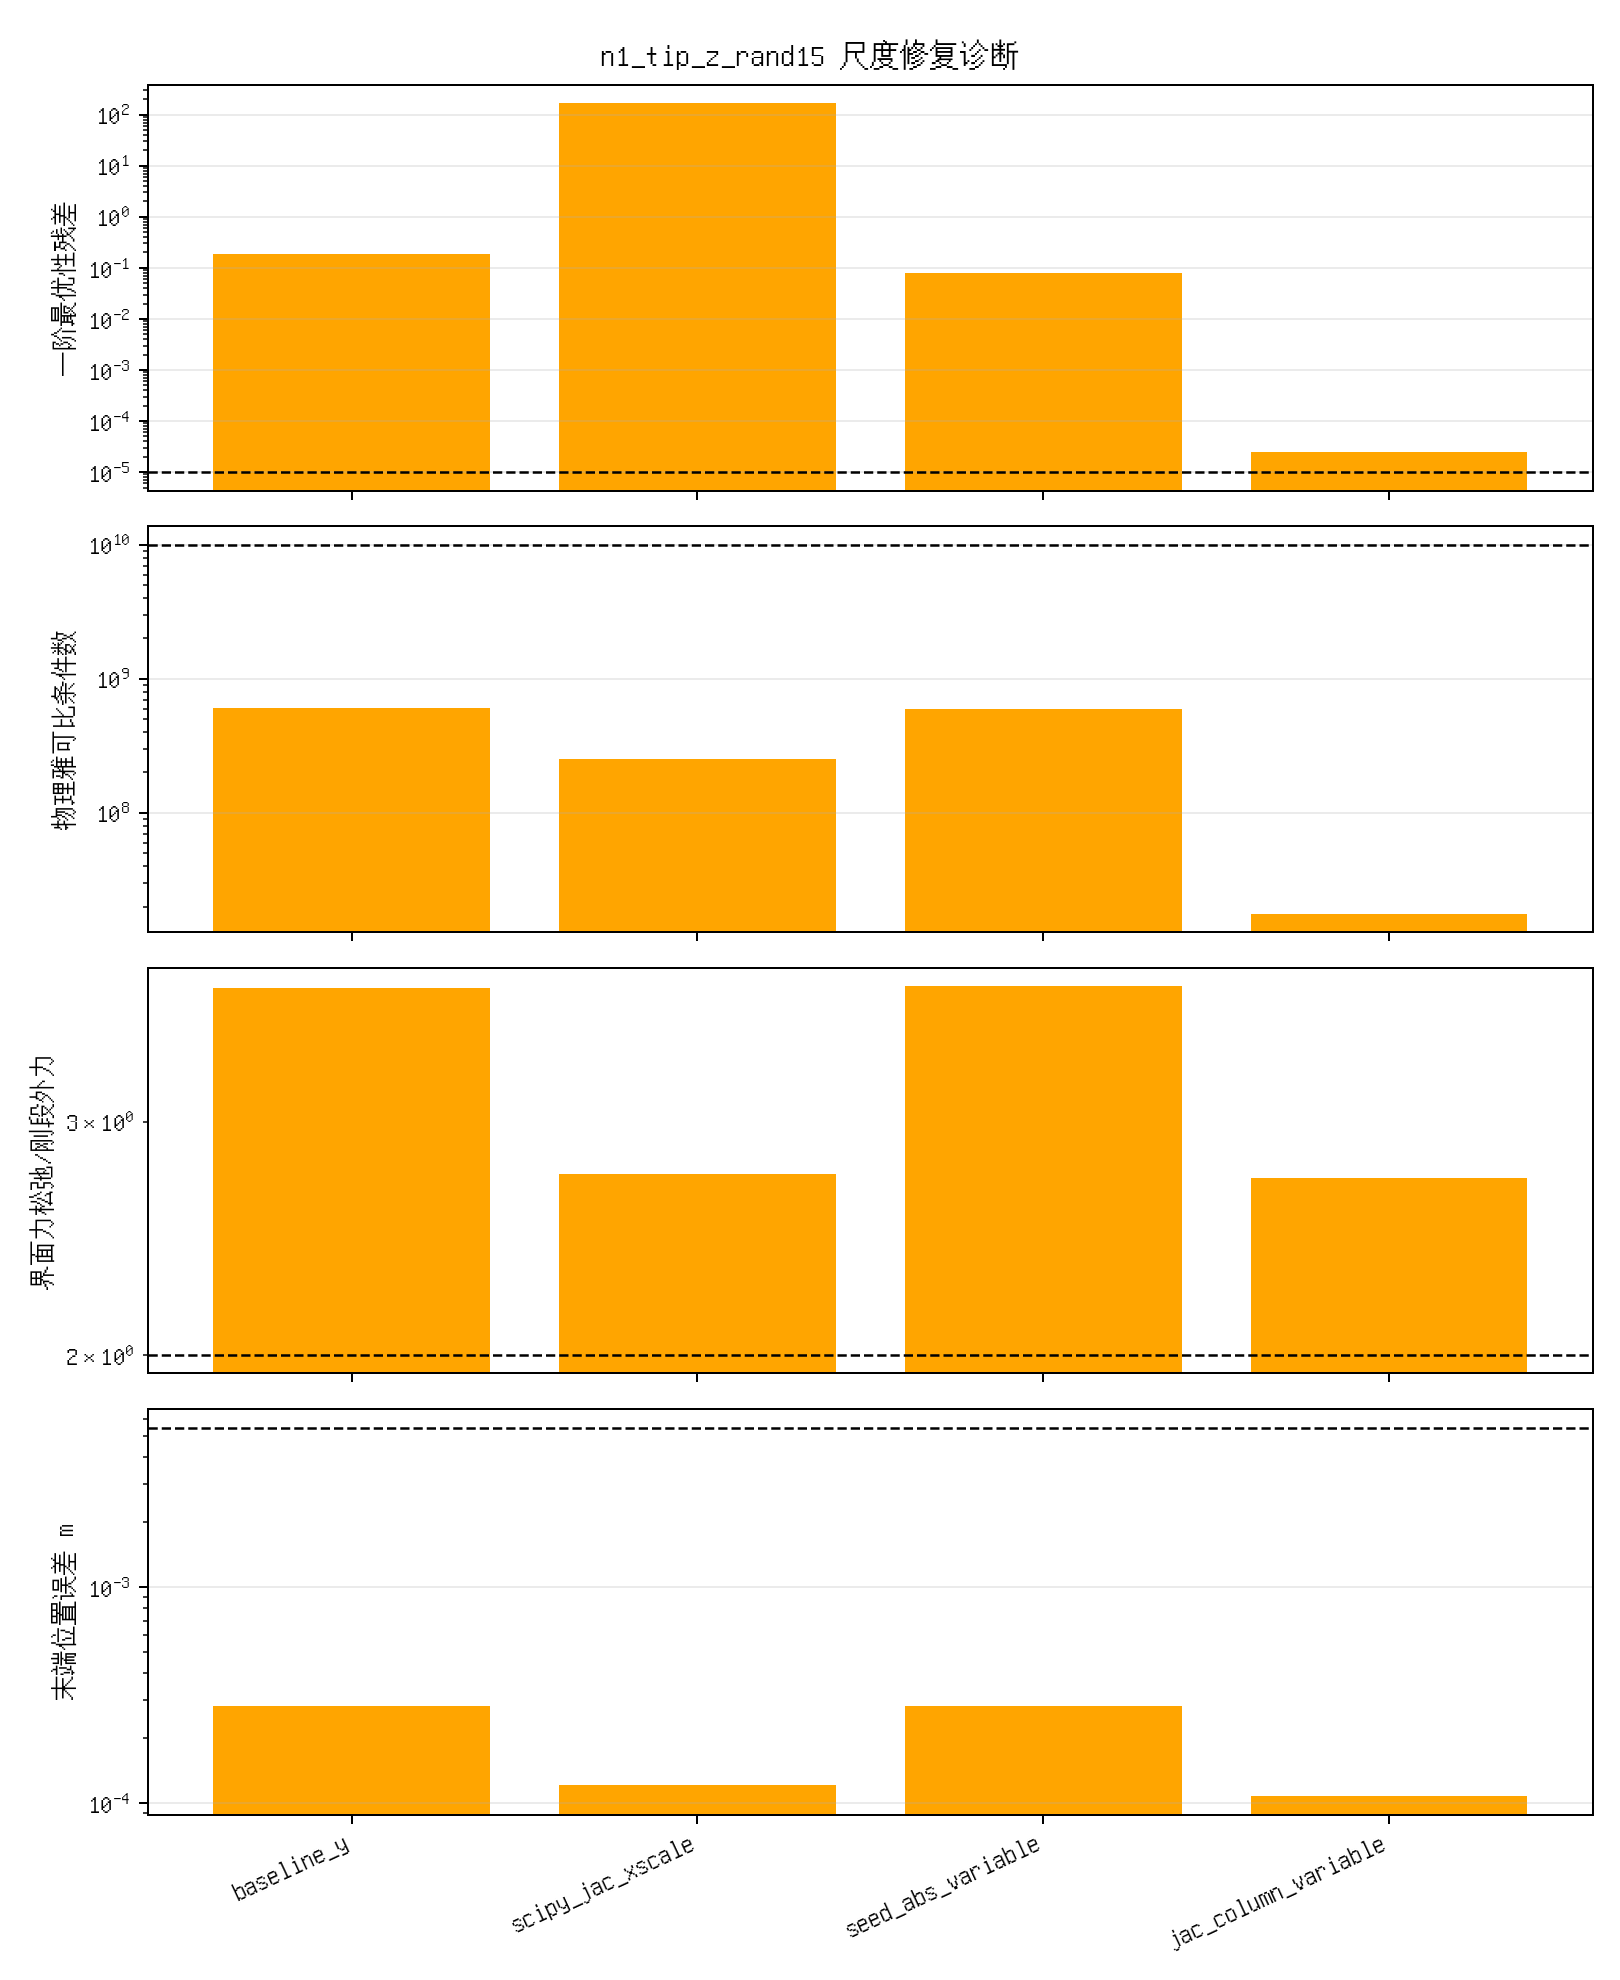 n1_tip_z_rand15 尺度修复诊断
一阶最优性残差
10²
10¹
10⁰
10⁻¹
10⁻²
10⁻³
10⁻⁴
10⁻⁵
物理雅可比条件数
10¹⁰
10⁹
10⁸
界面力松弛/刚段外力
3 × 10⁰
2 × 10⁰
末端位置误差 m
10⁻³
10⁻⁴
baseline_y
scipy_jac_xscale
seed_abs_variable
jac_column_variable